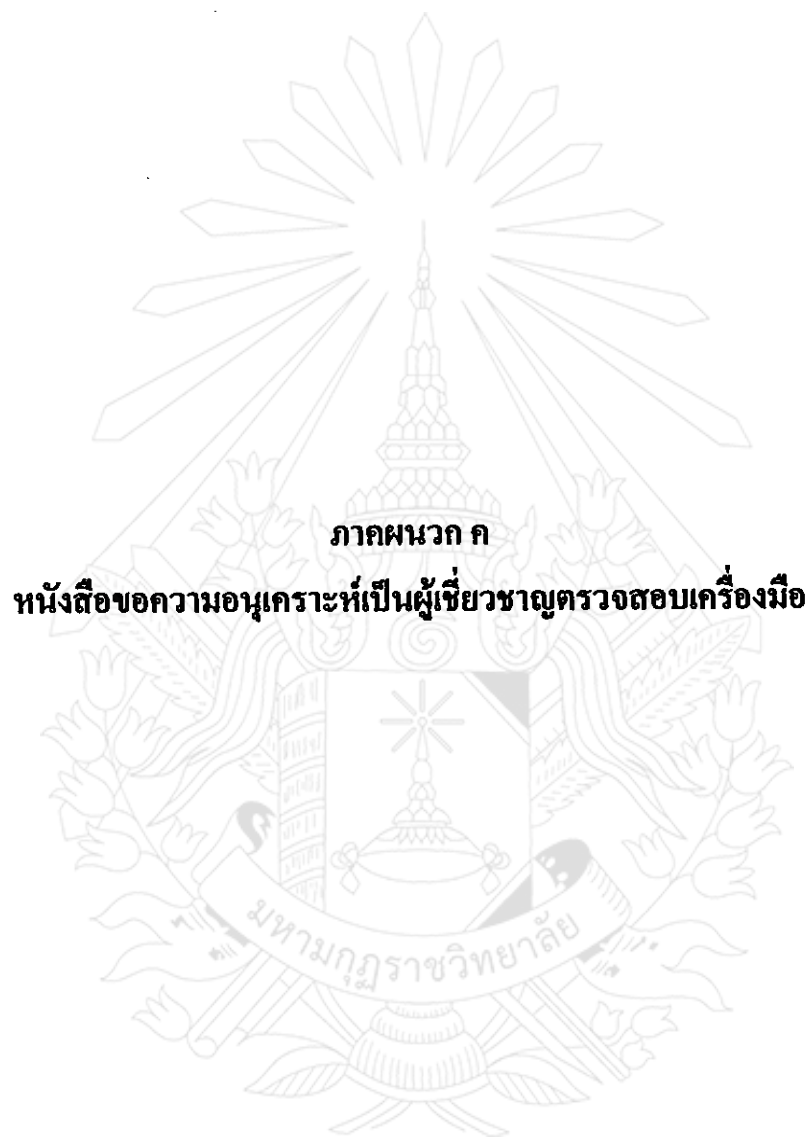 ภาคผนวก ค
หนังสือขอความอนุเคราะห์เป็นผู้เชี่ยวชาญตรวจสอบเครื่องมือ
มหามกุฏราชวิทยาลัย